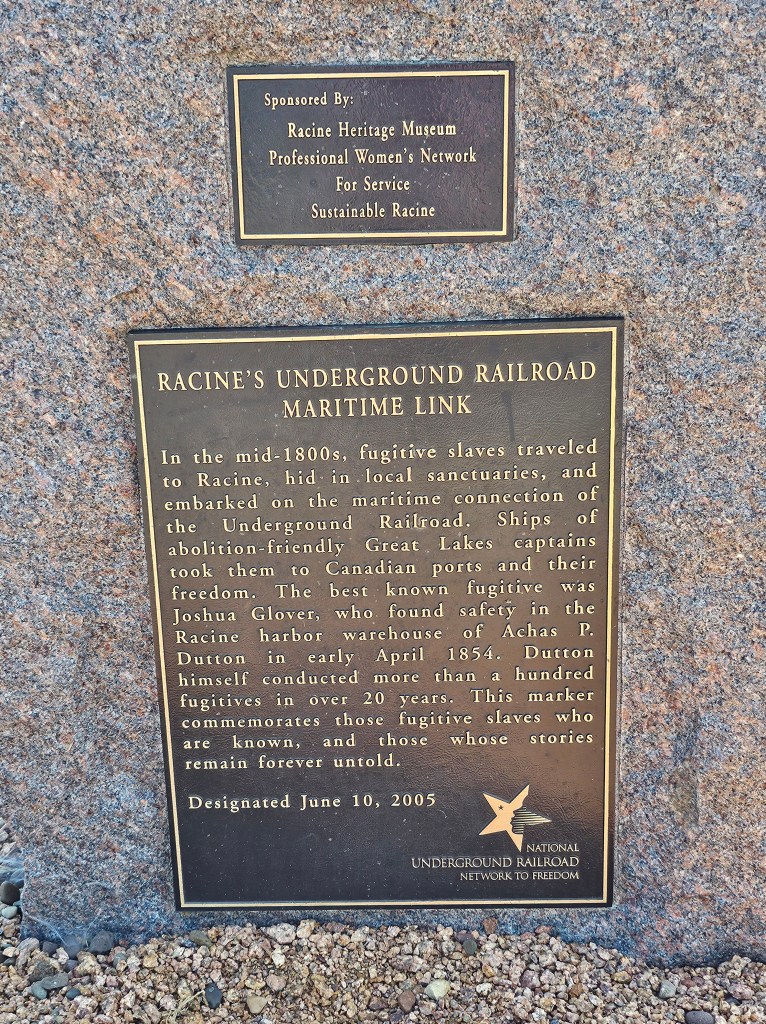 Sponsored By:
Racine Heritage Museum
Professional Women's Network
For Service
Sustainable Racine
RACINE'S UNDERGROUND RAILROAD
MARITIME LINK
In the mid-1800s, fugitive slaves traveled
to Racine, hid in local sanctuaries, and
embarked on the maritime connection of
the Underground Railroad. Ships of
abolition-friendly Great Lakes captains
took them to Canadian ports and their
freedom. The best known fugitive was
Joshua Glover, who found safety in the
Racine harbor warehouse of Achas P.
Dutton in early April 1854. Dutton
himself conducted more than a hundred
fugitives in over 20 years. This marker
commemorates those fugitive slaves who
are known, and those whose stories
remain forever untold.
Designated June 10, 2005
NATIONAL
UNDERGROUND RAILROAD
NETWORK TO FREEDOM